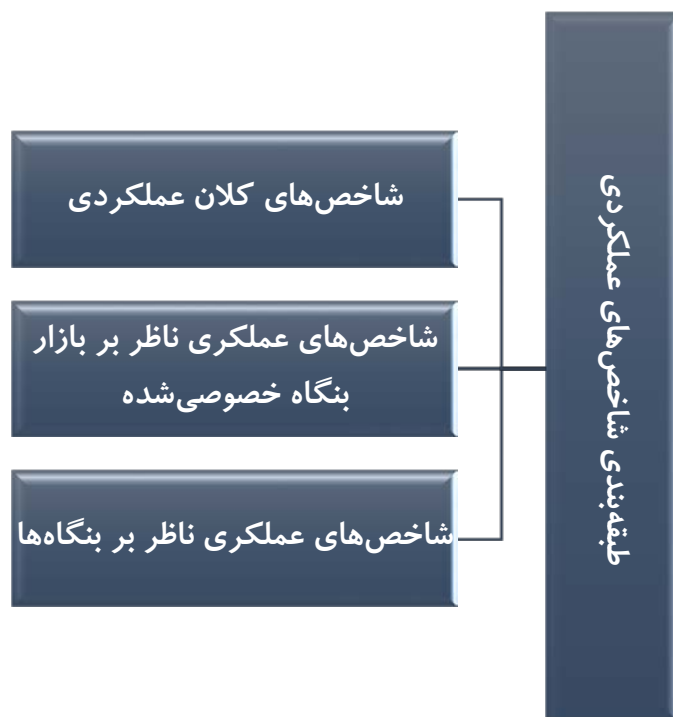 طبقه‌بندی شاخص‌های عملکردی
شاخص‌های کلان عملکردی
شاخص‌های عملکری ناظر بر بازار
بنگاه خصوصی‌شده
شاخص‌های عملکری ناظر بر بنگاه‌ها